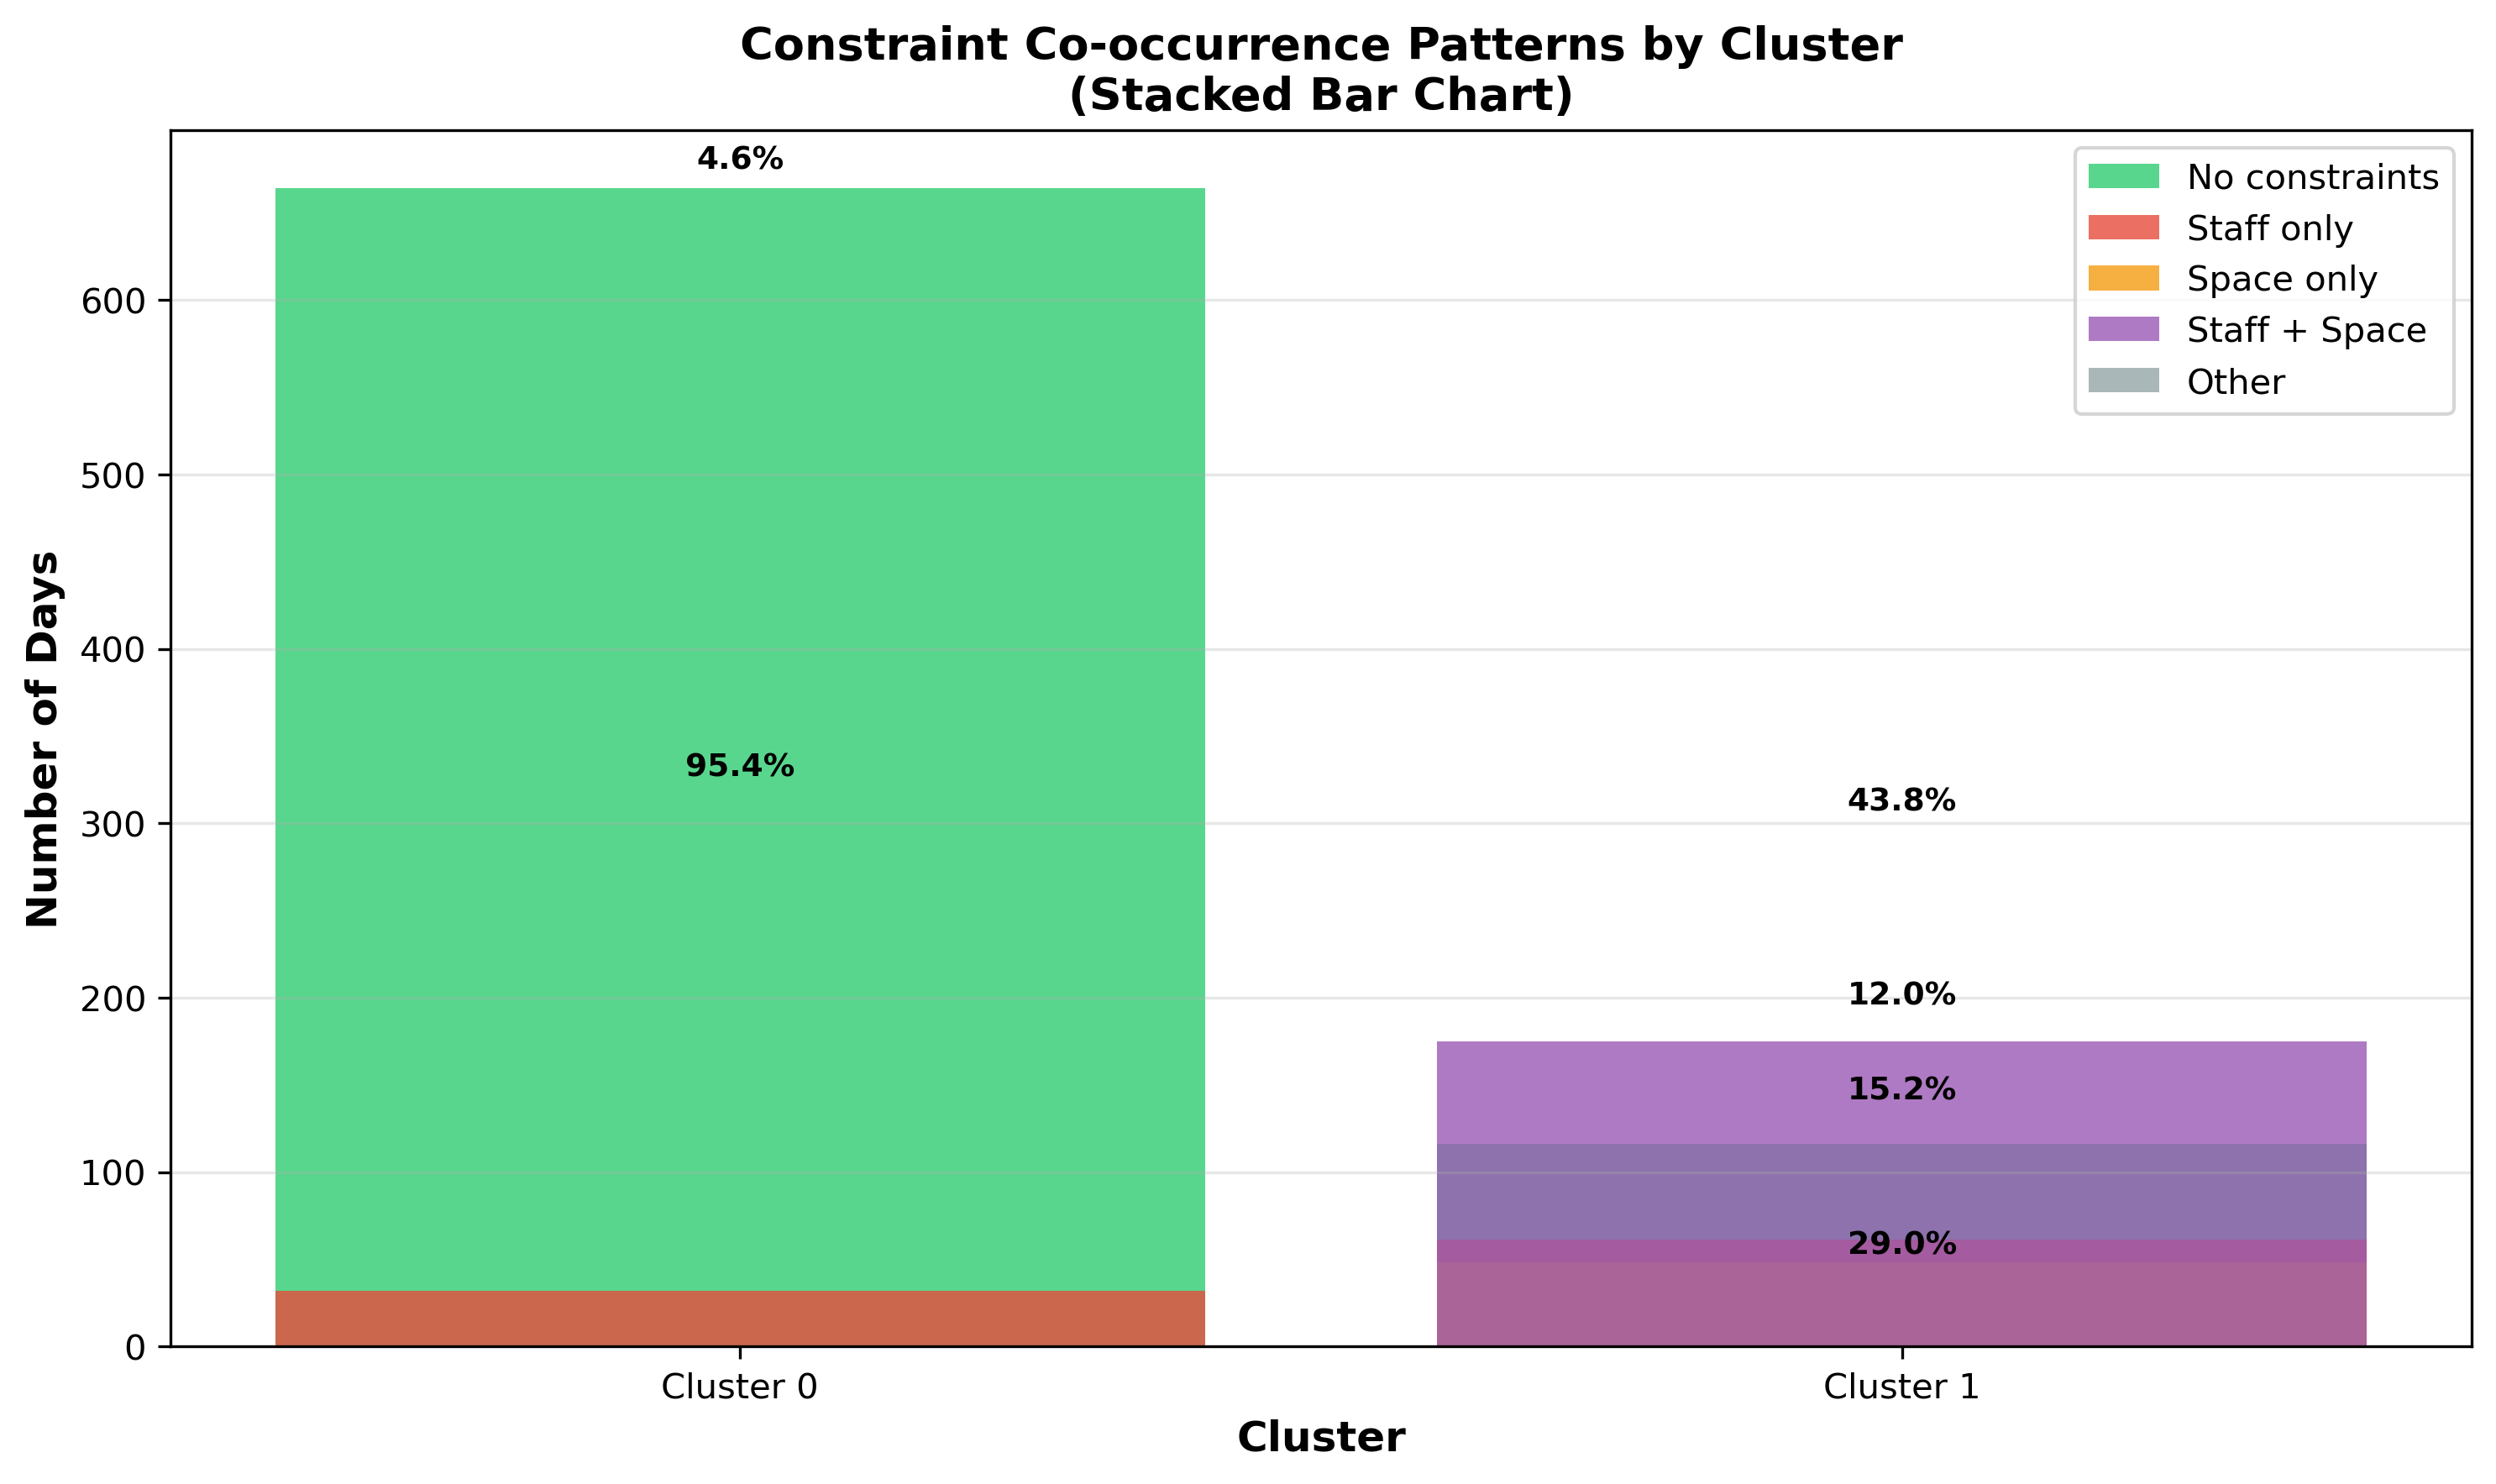 Constraint Co-occurrence Patterns by Cluster
(Stacked Bar Chart)
4.6%
95.4%
43.8%
12.0%
15.2%
29.0%
No constraints
Staff only
Space only
Staff + Space
Other
Number of Days
600
500
400
300
200
100
0
Cluster 0
Cluster 1
Cluster